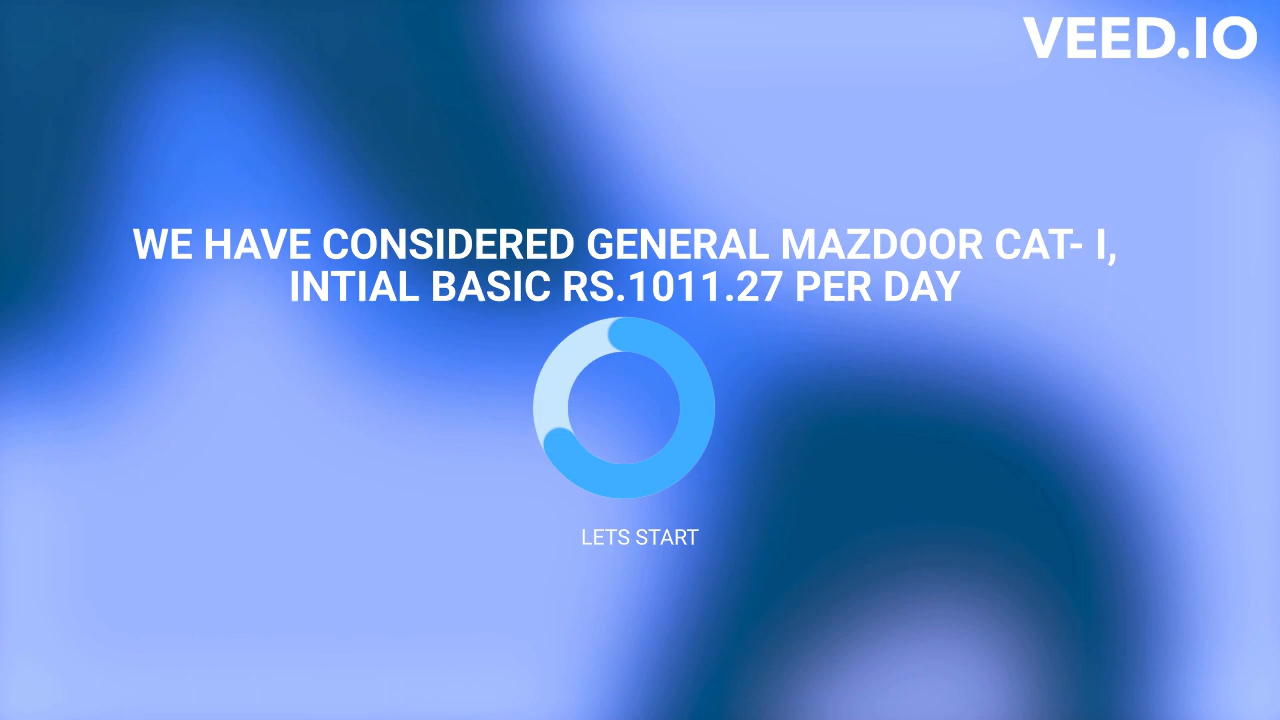 VEED.IO
WE HAVE CONSIDERED GENERAL MAZDOOR CAT- I,
INTIAL BASIC RS.1011.27 PER DAY
LETS START